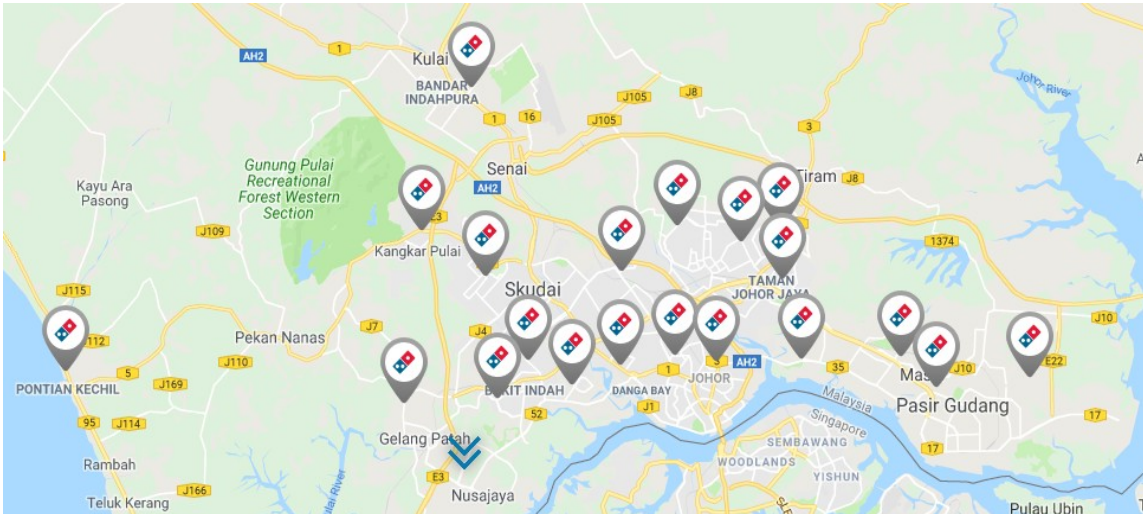 1
AH2
Kulai
BANDAR
INDAHPURA
J105
J8
Johor River
1
16
J105
3
Senai
AH2
Tiram
J8
Gunung Pulai
Recreational
Forest Western
Section
Kayu Ara
Pasong
J109
E3
Kangkar Pulai
1374
TAMAN
JOHOR JAYA
Skudai
J115
112
J7
J4
Pekan Nanas
J10
PONTIAN KECHIL
5
J169
J110
1
3
AH2
35
J10
E22
JOHOR
BUKIT INDAH
DANGA BAY
Malaysia
Singapore
Pasir Gudang
95
J114
52
J1
17
Gelang Patah
SEMBAWANG
WOODLANDS
YISHUN
17
Rambah
E3
J166
Nusajaya
Teluk Kerang
Pulau Ubin